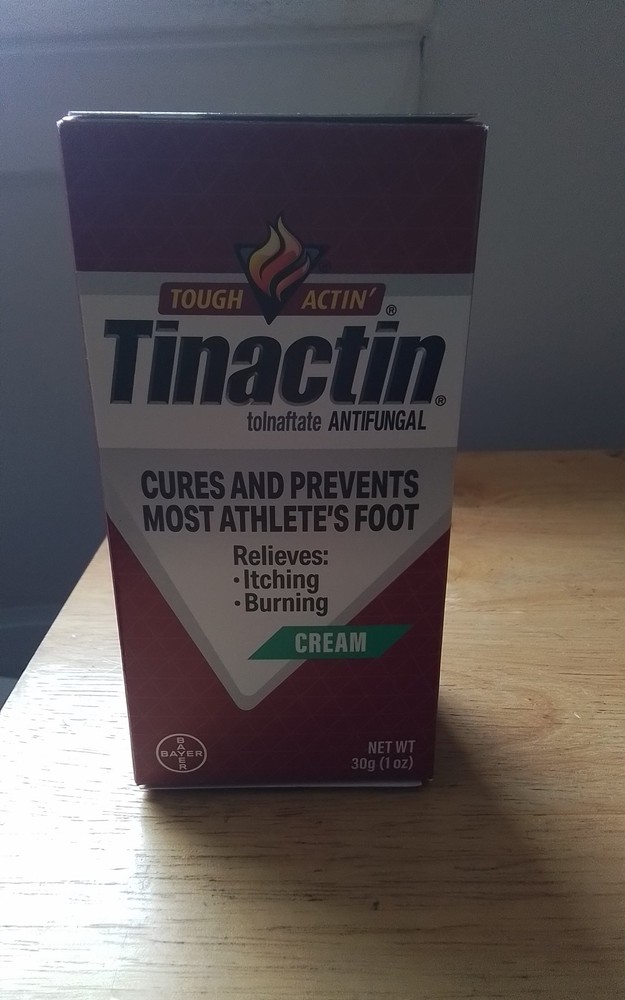 TOUGH ACTIN'®
Tinactin®
tolnaftate ANTIFUNGAL
CURES AND PREVENTS
MOST ATHLETE'S FOOT
Relieves:
• Itching
• Burning
CREAM
BAYER
BAYER
NET WT
30g (1 oz)